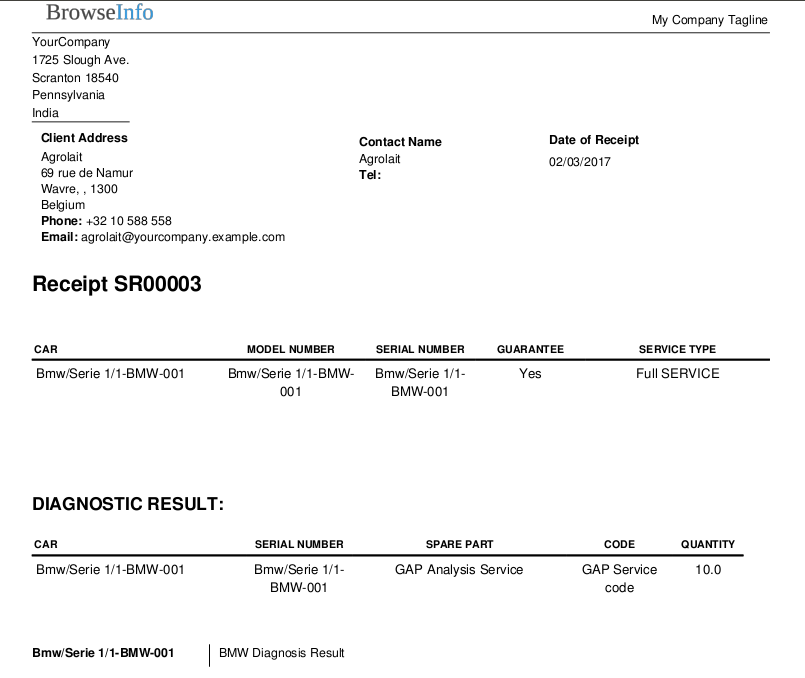 BrowseInfo
My Company Tagline
YourCompany
1725 Slough Ave.
Scranton 18540
Pennsylvania
India
Client Address
Agrolait
69 rue de Namur
Wavre, , 1300
Belgium
Phone: +32 10 588 558
Email: agrolait@yourcompany.example.com
Contact Name
Agrolait
Tel:
Date of Receipt
02/03/2017
Receipt SR00003
CAR MODEL NUMBER SERIAL NUMBER GUARANTEE SERVICE TYPE
Bmw/Serie 1/1-BMW-001 Bmw/Serie 1/1-BMW- Bmw/Serie 1/1- Yes Full SERVICE
001 BMW-001
DIAGNOSTIC RESULT:
CAR SERIAL NUMBER SPARE PART CODE QUANTITY
Bmw/Serie 1/1-BMW-001 Bmw/Serie 1/1- GAP Analysis Service GAP Service 10.0
BMW-001 code
Bmw/Serie 1/1-BMW-001 BMW Diagnosis Result